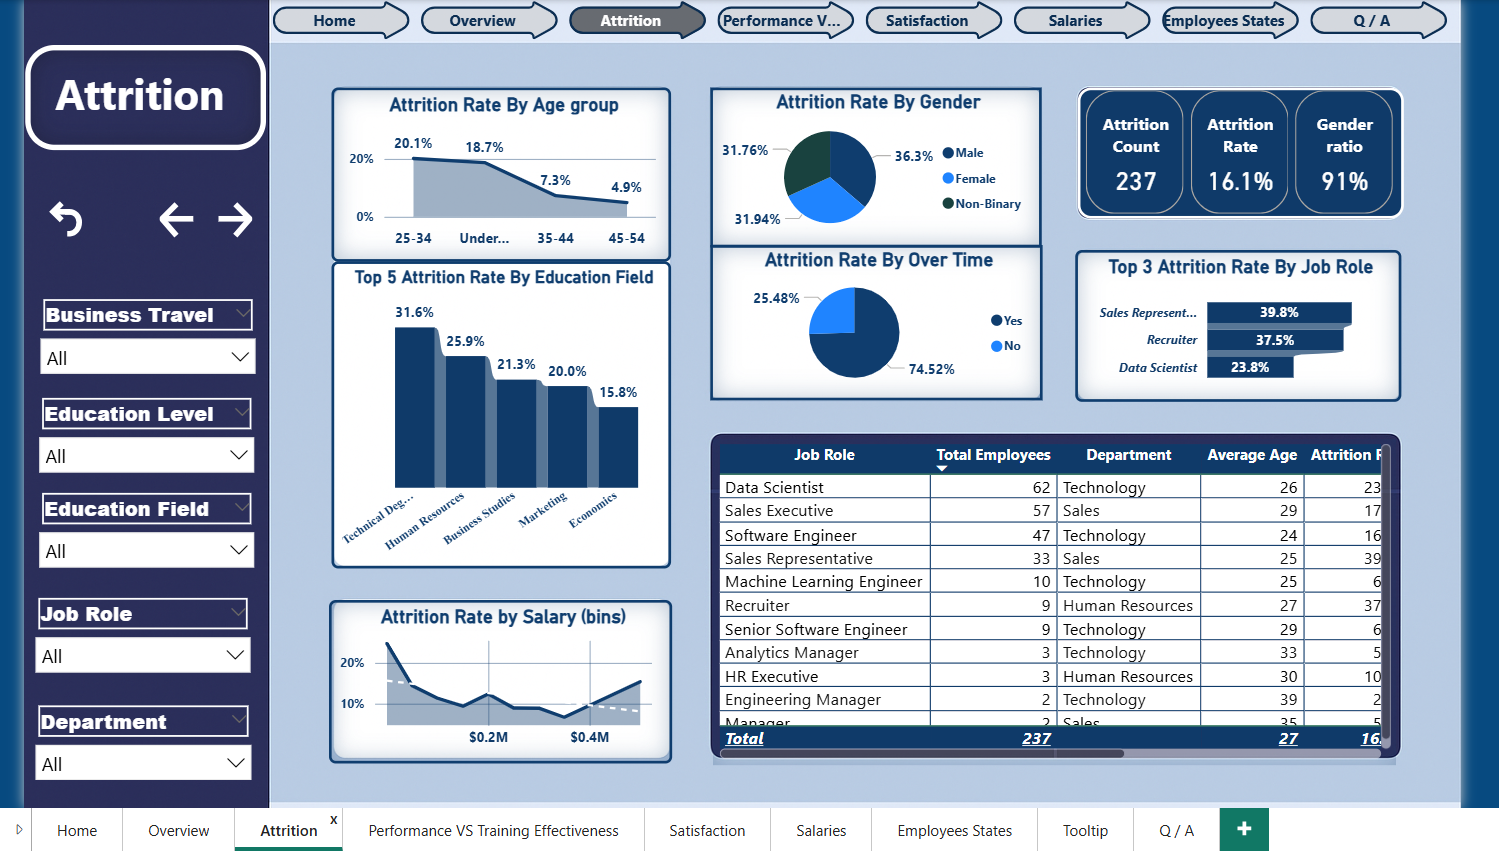 Home
Overview
Attrition
Performance V...
Satisfaction
Salaries
Employees States
Q / A
Attrition
Business Travel
All
Education Level
All
Education Field
All
Job Role
All
Department
All
Attrition Rate By Age group
20.1%
18.7%
7.3%
4.9%
20%
0%
25-34
Under...
35-44
45-54
Top 5 Attrition Rate By Education Field
31.6%
25.9%
21.3%
20.0%
15.8%
Technical Deg...
Human Resources
Business Studies
Marketing
Economics
Attrition Rate by Salary (bins)
20%
10%
$0.2M
$0.4M
Attrition Rate By Gender
31.76%
36.3%
31.94%
Male
Female
Non-Binary
Attrition Rate By Over Time
25.48%
74.52%
Yes
No
Attrition Count
237
Attrition Rate
16.1%
Gender ratio
91%
Top 3 Attrition Rate By Job Role
Sales Represent... 39.8%
Recruiter 37.5%
Data Scientist 23.8%
Job Role Total Employees Department Average Age Attrition R
Data Scientist 62 Technology 26 23
Sales Executive 57 Sales 29 17
Software Engineer 47 Technology 24 16
Sales Representative 33 Sales 25 39
Machine Learning Engineer 10 Technology 25 6
Recruiter 9 Human Resources 27 37
Senior Software Engineer 9 Technology 29 6
Analytics Manager 3 Technology 33 5
HR Executive 3 Human Resources 30 10
Engineering Manager 2 Technology 39 2
Manager 2 Sales 35 5
Total 237 27 16.
Home
Overview
Attrition x
Performance VS Training Effectiveness
Satisfaction
Salaries
Employees States
Tooltip
Q / A
+